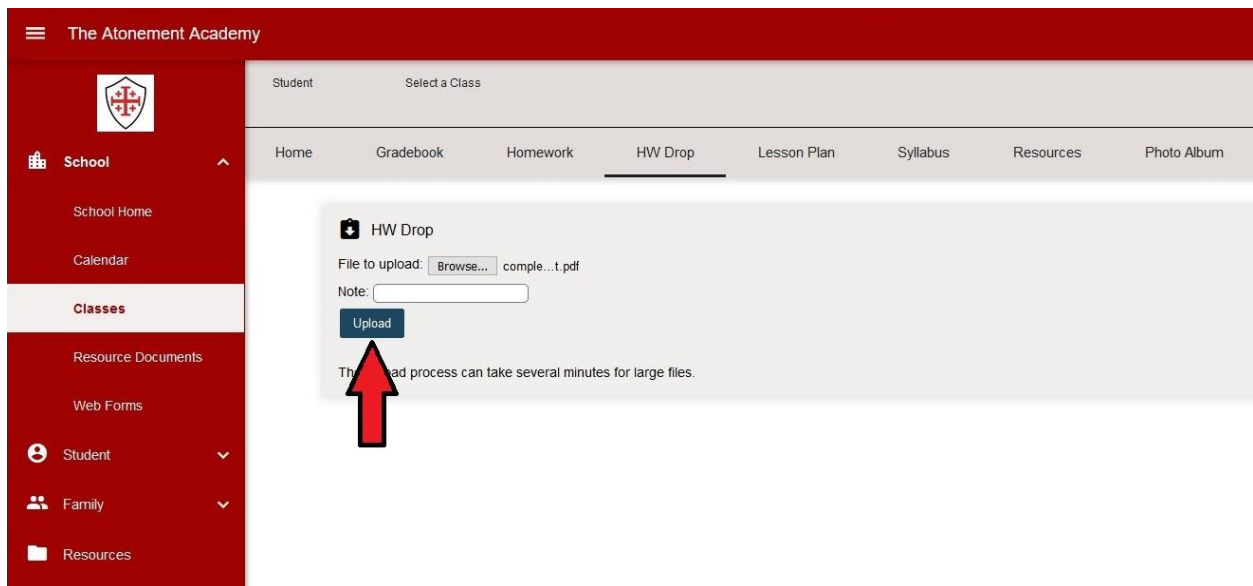 The Atonement Academy
School
School Home
Calendar
Classes
Resource Documents
Web Forms
Student
Family
Resources
Student Select a Class
Home Gradebook Homework HW Drop Lesson Plan Syllabus Resources Photo Album
HW Drop
File to upload: Browse... comple...t.pdf
Note:
Upload
process can take several minutes for large files.